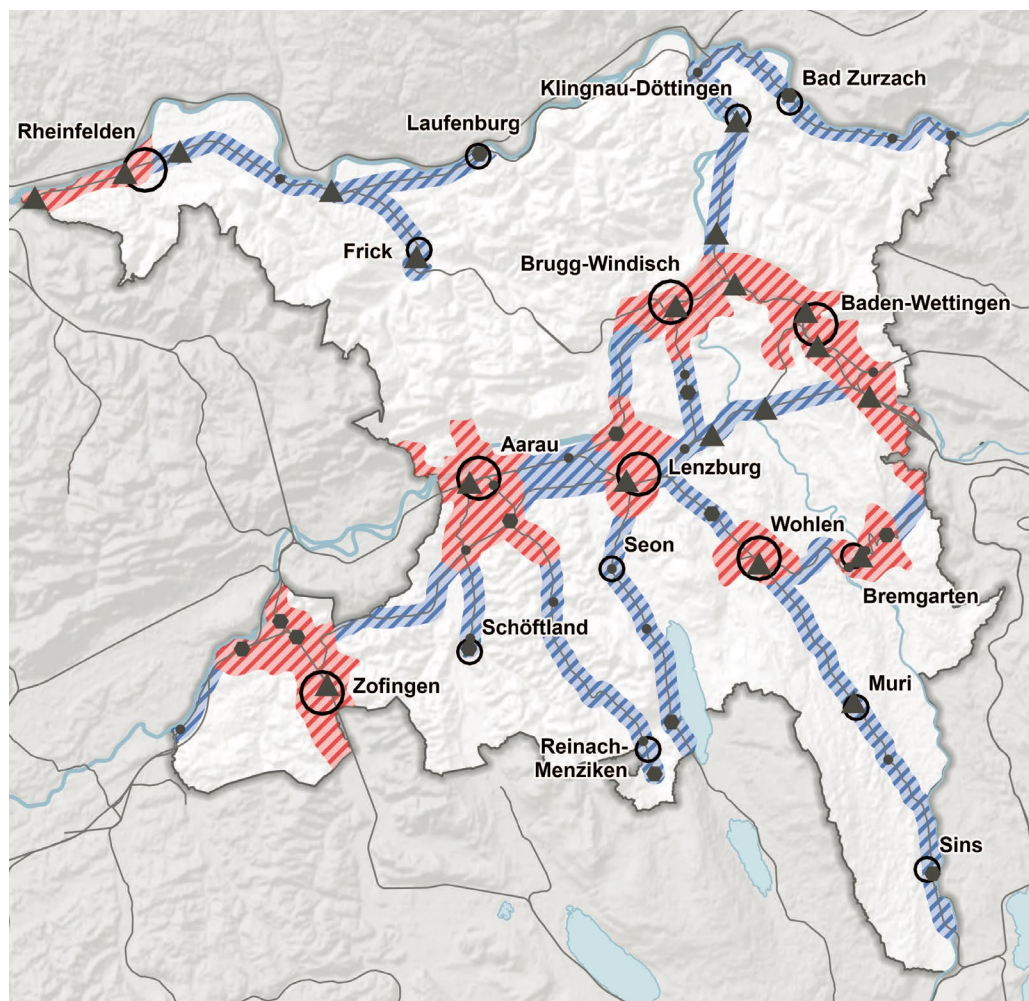 Bad Zurzach
Klingnau-Döttingen
Rheinfelden
Laufenburg
Frick
Brugg-Windisch
Baden-Wettingen
Aarau
Lenzburg
Wohlen
Seon
Bremgarten
Schöftland
Zofingen
Muri
Reinach-
Menziken
Sins